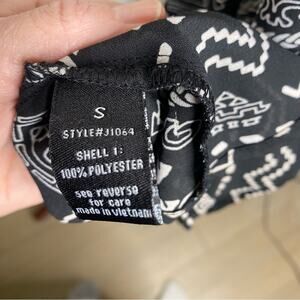 S
STYLE#J1064
SHELL 1:
100% POLYESTER
see reverse
for care
made in vietnam